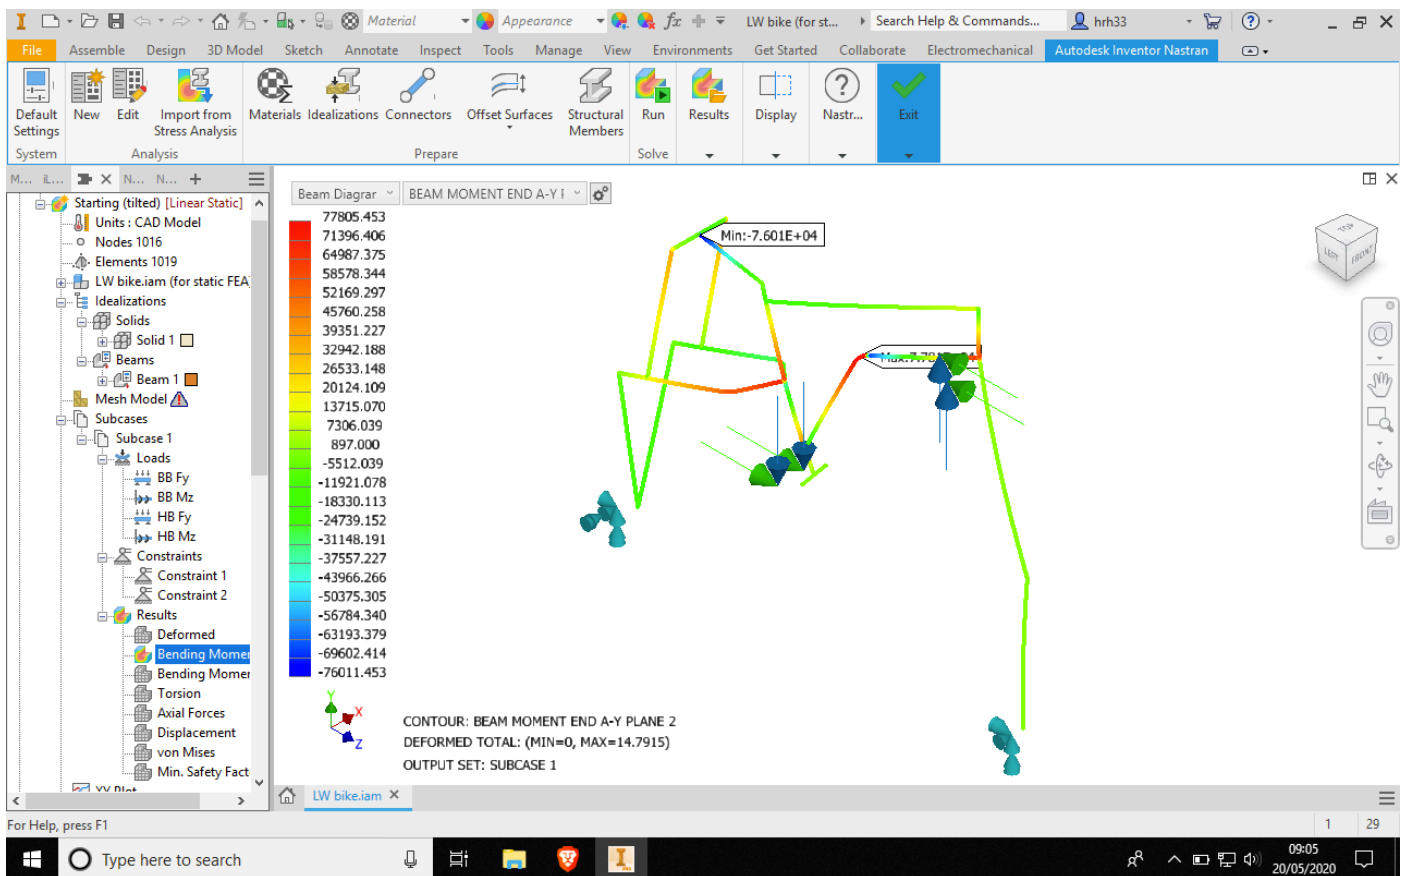 Material
Appearance
fx
LW bike (for st...
Search Help & Commands...
hrh33
File Assemble Design 3D Model Sketch Annotate Inspect Tools Manage View Environments Get Started Collaborate Electromechanical Autodesk Inventor Nastran
Default Settings
New
Edit
Import from Stress Analysis
Materials
Idealizations
Connectors
Offset Surfaces
Structural Members
Run
Results
Display
Nastr...
Exit
System
Analysis
Prepare
Solve
M... iL... N... N... +
Starting (tilted) [Linear Static]
Units : CAD Model
Nodes 1016
Elements 1019
LW bike.iam (for static FEA)
Idealizations
Solids
Solid 1
Beams
Beam 1
Mesh Model
Subcases
Subcase 1
Loads
BB Fy
BB Mz
HB Fy
HB Mz
Constraints
Constraint 1
Constraint 2
Results
Deformed
Bending Momen
Bending Momen
Torsion
Axial Forces
Displacement
von Mises
Min. Safety Fact
Beam Diagrar
BEAM MOMENT END A-Y
77805.453
71396.406
64987.375
58578.344
52169.297
45760.258
39351.227
32942.188
26533.148
20124.109
13715.070
7306.039
897.000
-5512.039
-11921.078
-18330.113
-24739.152
-31148.191
-37557.227
-43966.266
-50375.305
-56784.340
-63193.379
-69602.414
-76011.453
Min:-7.601E+04
TOP
LEFT
FRONT
Y
X
Z
CONTOUR: BEAM MOMENT END A-Y PLANE 2
DEFORMED TOTAL: (MIN=0, MAX=14.7915)
OUTPUT SET: SUBCASE 1
LW bike.iam
For Help, press F1
1 29
Type here to search
09:05
20/05/2020